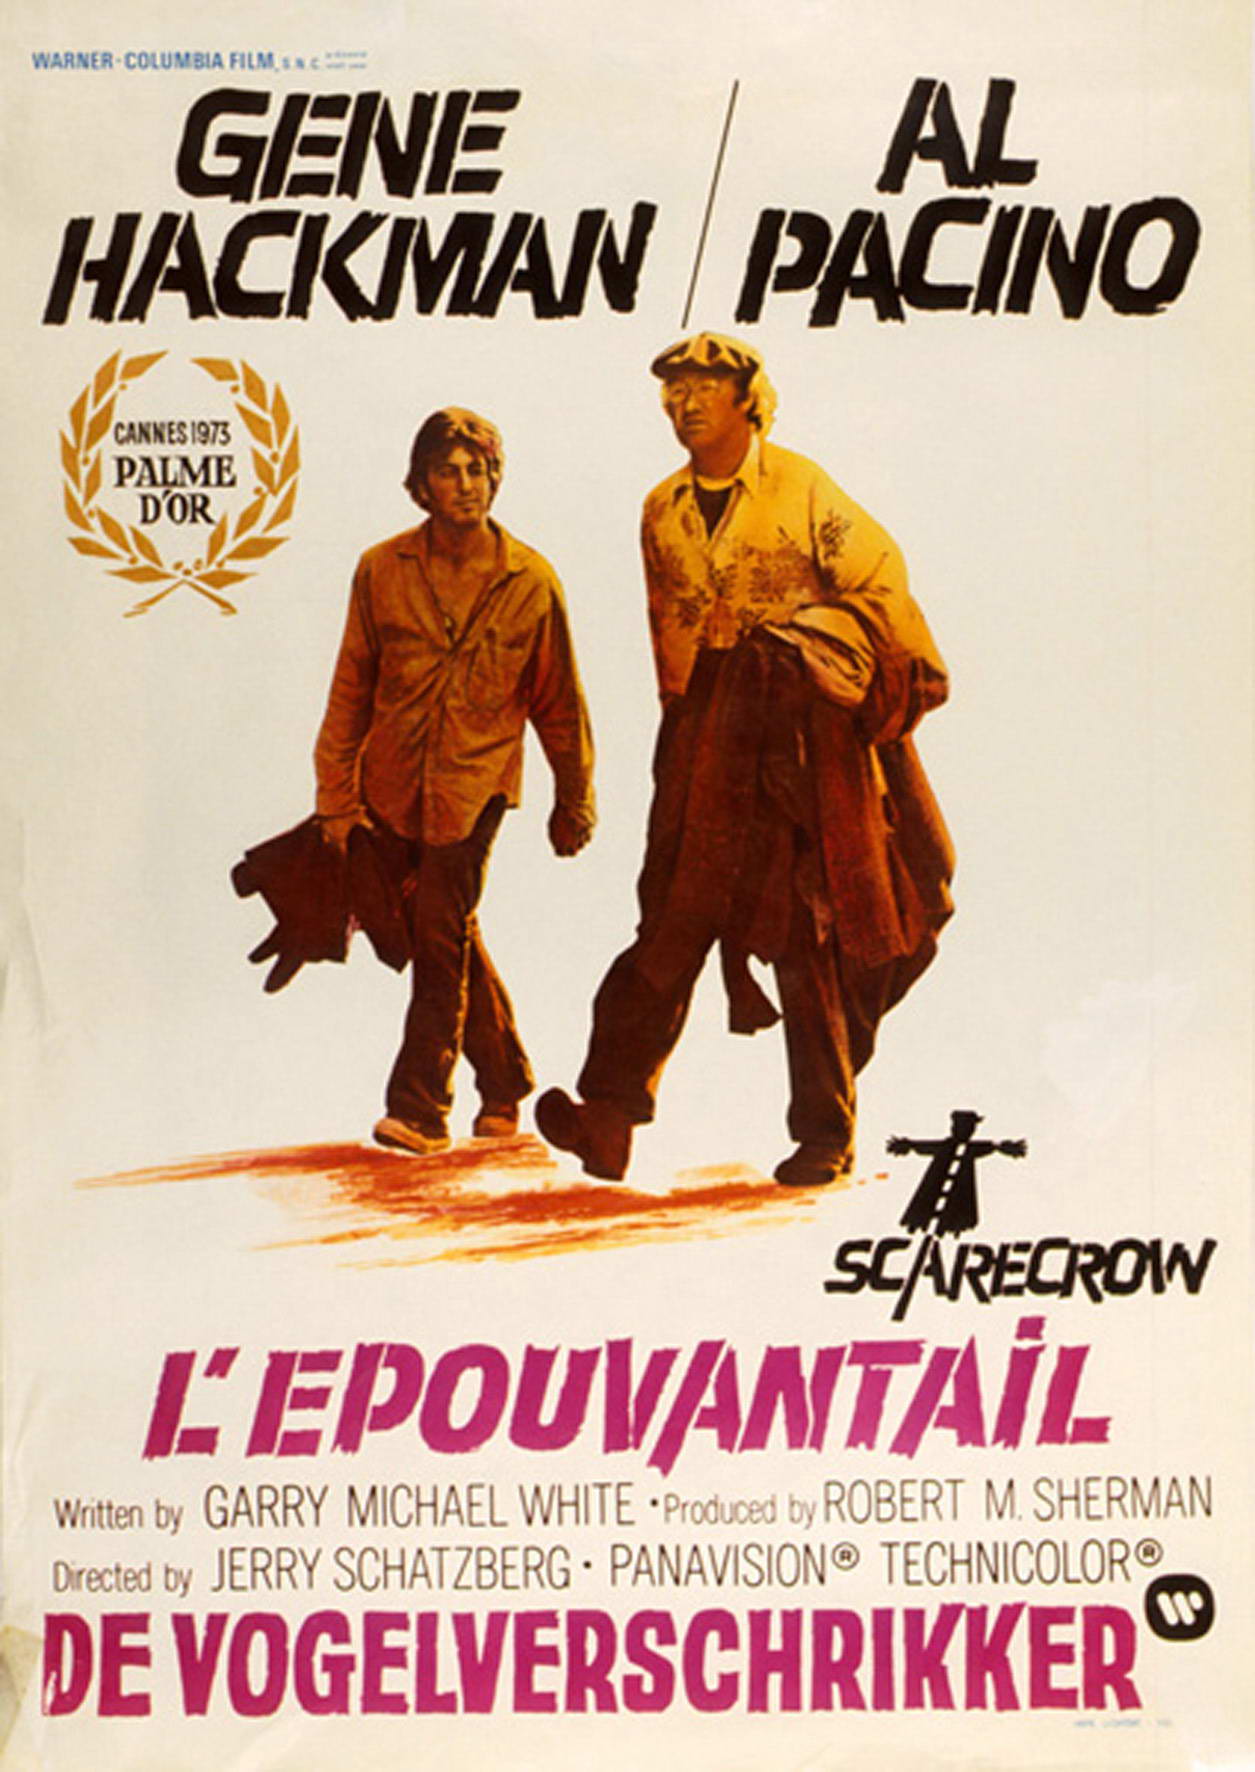 WARNER-COLUMBIA FILM, S.N.C.
GENE HACKMAN / AL PACINO
CANNES 1973
PALME
D'OR
SCARECROW
L'EPOUVANTAIL
Written by GARRY MICHAEL WHITE • Produced by ROBERT M. SHERMAN
Directed by JERRY SCHATZBERG • PANAVISION® TECHNICOLOR®
DE VOGELVERSCHRIKKER